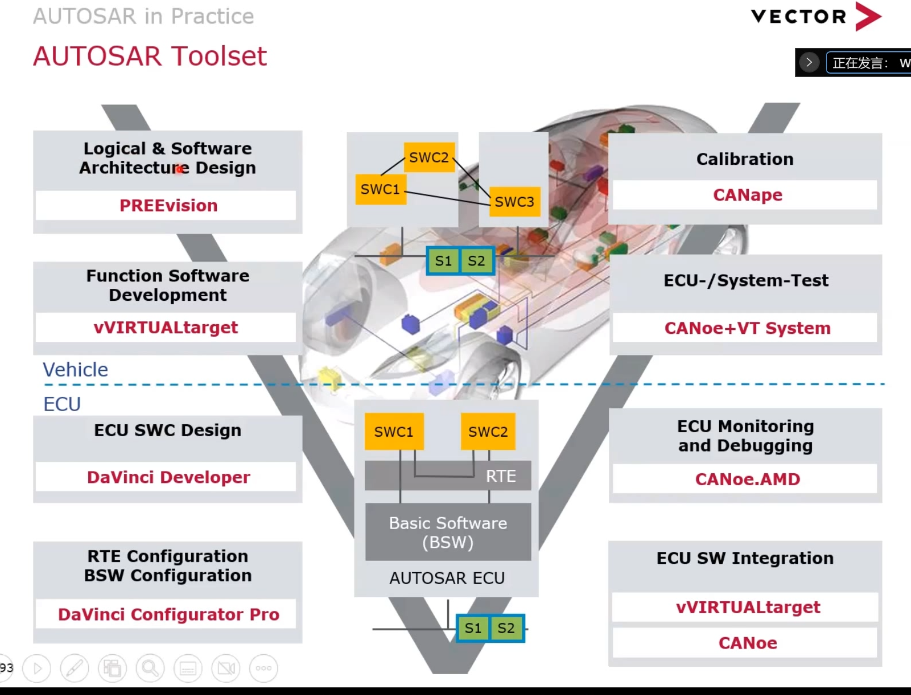 AUTOSAR in Practice
VECTOR
AUTOSAR Toolset
正在发言：
Logical & Software
Architecture Design
PREEvision
SWC2
SWC1
SWC3
S1 S2
Calibration
CANape
Function Software
Development
vVIRTUALtarget
ECU-/System-Test
CANoe+VT System
Vehicle
ECU
ECU SWC Design
DaVinci Developer
SWC1 SWC2
RTE
Basic Software
(BSW)
AUTOSAR ECU
S1 S2
ECU Monitoring
and Debugging
CANoe.AMD
RTE Configuration
BSW Configuration
DaVinci Configurator Pro
ECU SW Integration
vVIRTUALtarget
CANoe
93